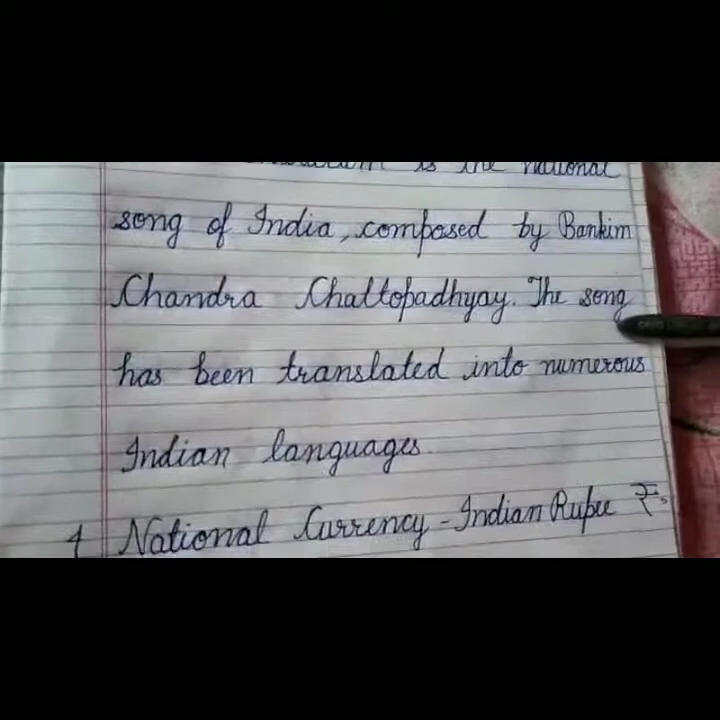 is the national
song of India, composed by Bankim
Chandra Chattopadhyay. The song
has been translated into numerous
Indian languages.
4 National Currency - Indian Rupee ₹.